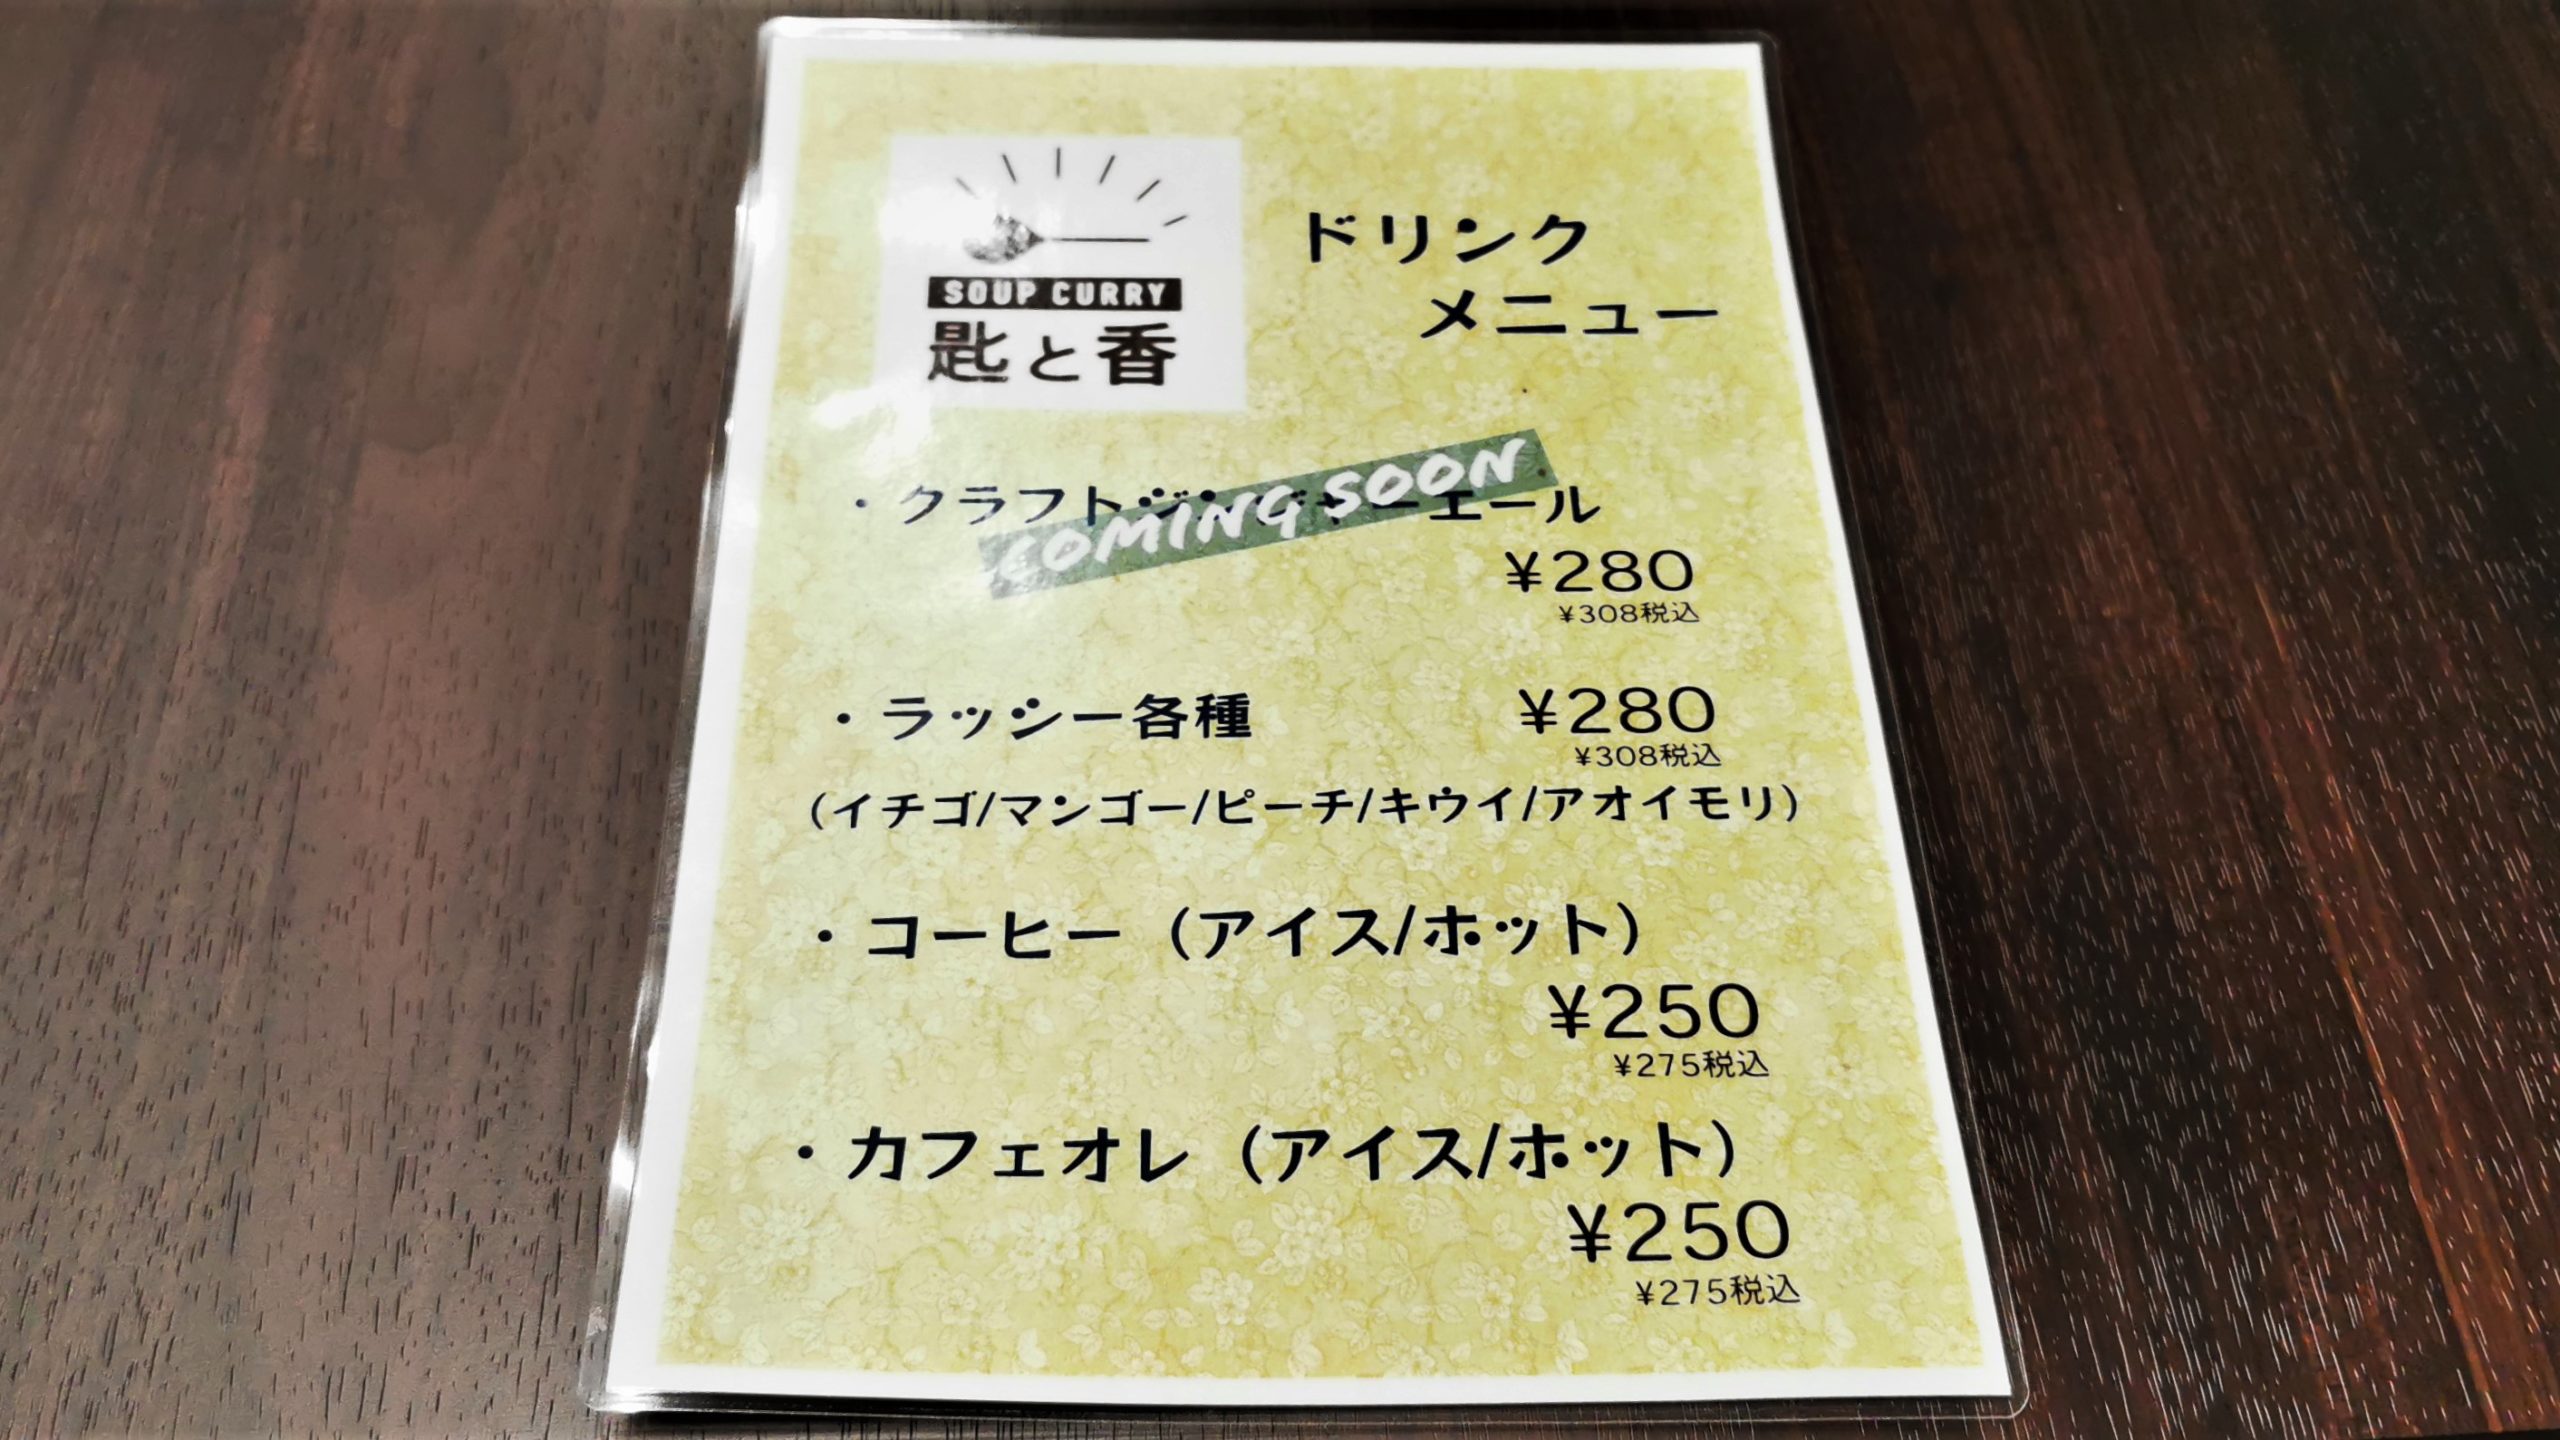 SOUP CURRY
匙と香
ドリンク
メニュー
・クラフトジンジャーエール
COMING SOON
¥280
¥308税込
・ラッシー各種 ¥280
¥308税込
(イチゴ/マンゴー/ピーチ/キウイ/アオイモリ)
・コーヒー(アイス/ホット)
¥250
¥275税込
・カフェオレ(アイス/ホット)
¥250
¥275税込